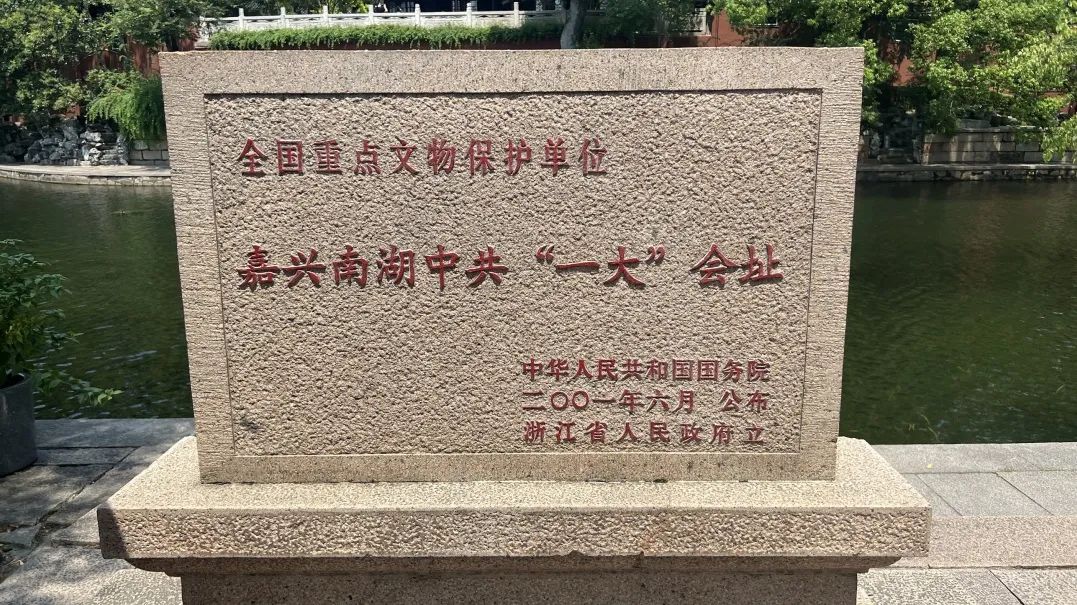 全国重点文物保护单位
嘉兴南湖中共“一大”会址
中华人民共和国国务院
二〇〇一年六月 公布
浙江省人民政府立